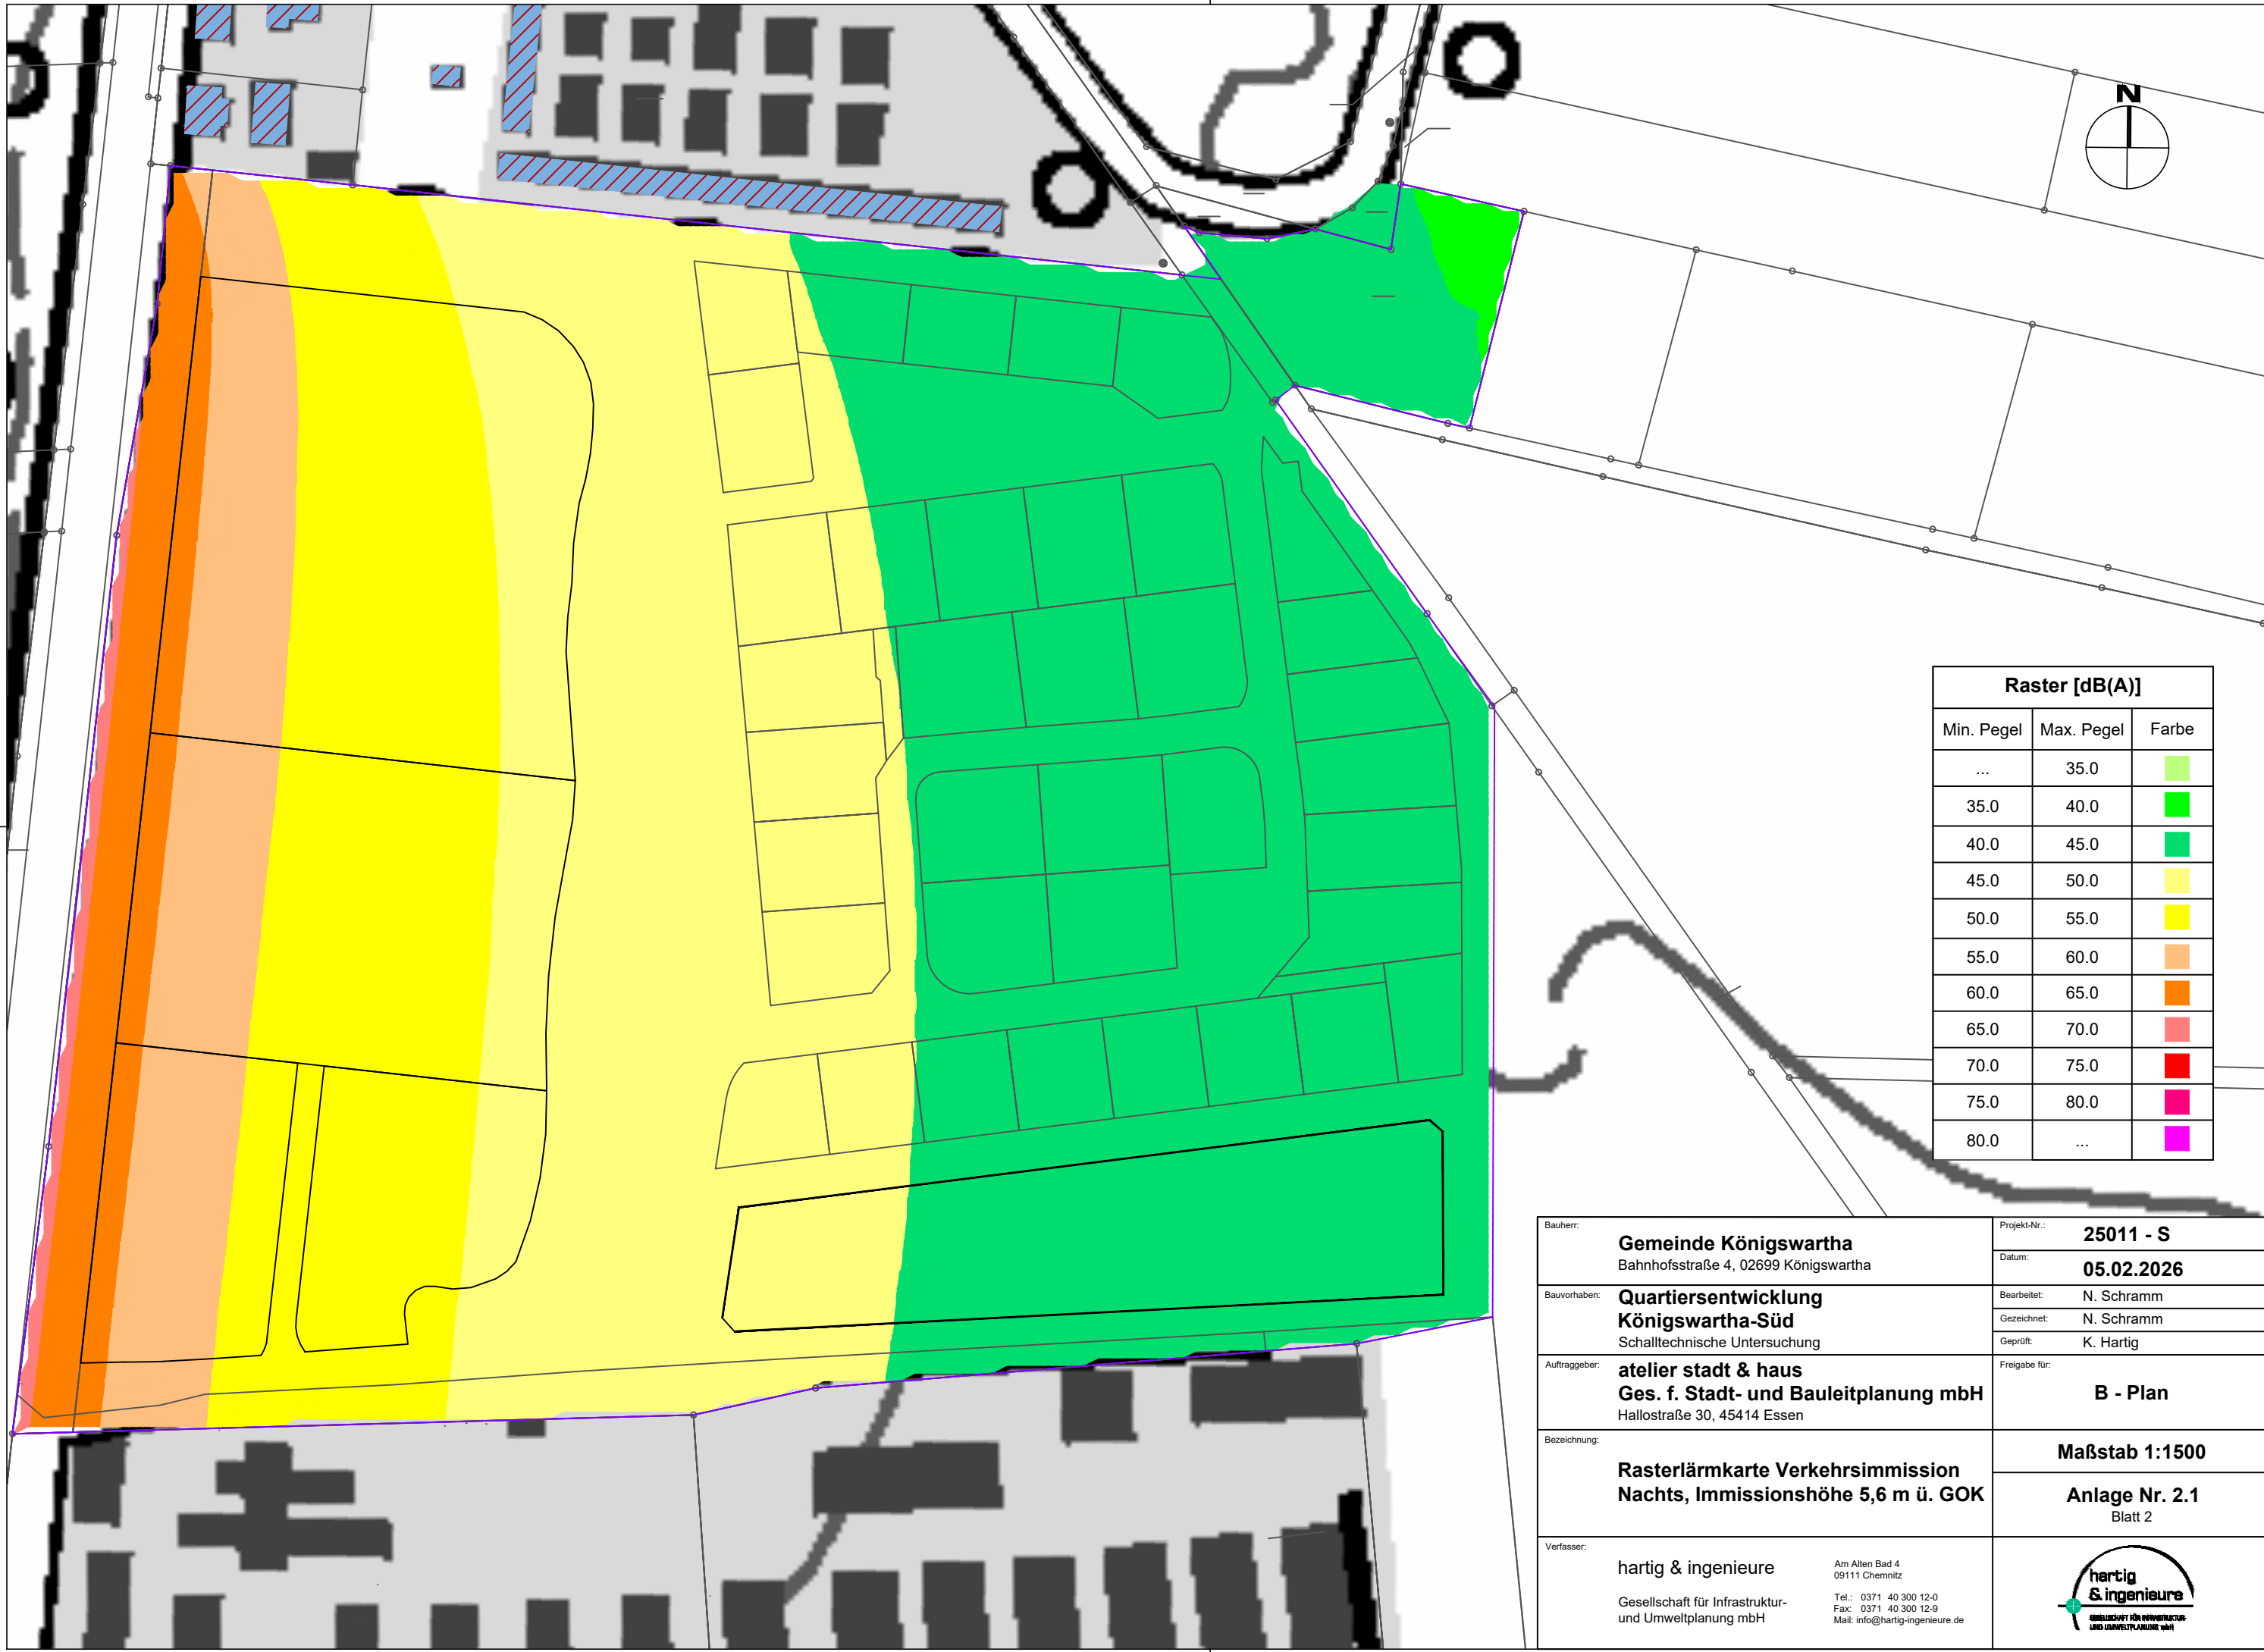 N
Raster [dB(A)]
Min. Pegel Max. Pegel Farbe
... 35.0
35.0 40.0
40.0 45.0
45.0 50.0
50.0 55.0
55.0 60.0
60.0 65.0
65.0 70.0
70.0 75.0
75.0 80.0
80.0 ...
Bauherr:
Gemeinde Königswartha
Bahnhofsstraße 4, 02699 Königswartha
Projekt-Nr.:
25011 - S
Datum:
05.02.2026
Bauvorhaben:
Quartiersentwicklung
Königswartha-Süd
Schalltechnische Untersuchung
Bearbeitet: N. Schramm
Gezeichnet: N. Schramm
Geprüft: K. Hartig
Auftraggeber:
atelier stadt & haus
Ges. f. Stadt- und Bauleitplanung mbH
Hallostraße 30, 45414 Essen
Freigabe für:
B - Plan
Bezeichnung:
Rasterlärmkarte Verkehrsimmission
Nachts, Immissionshöhe 5,6 m ü. GOK
Maßstab 1:1500
Anlage Nr. 2.1
Blatt 2
Verfasser:
hartig & ingenieure
Gesellschaft für Infrastruktur-
und Umweltplanung mbH
Am Alten Bad 4
09111 Chemnitz
Tel.: 0371 40 300 12-0
Fax: 0371 40 300 12-9
Mail: info@hartig-ingenieure.de
hartig
& ingenieure
GESELLSCHAFT FÜR INFRASTRUKTUR-
UND UMWELTPLANUNG mbH